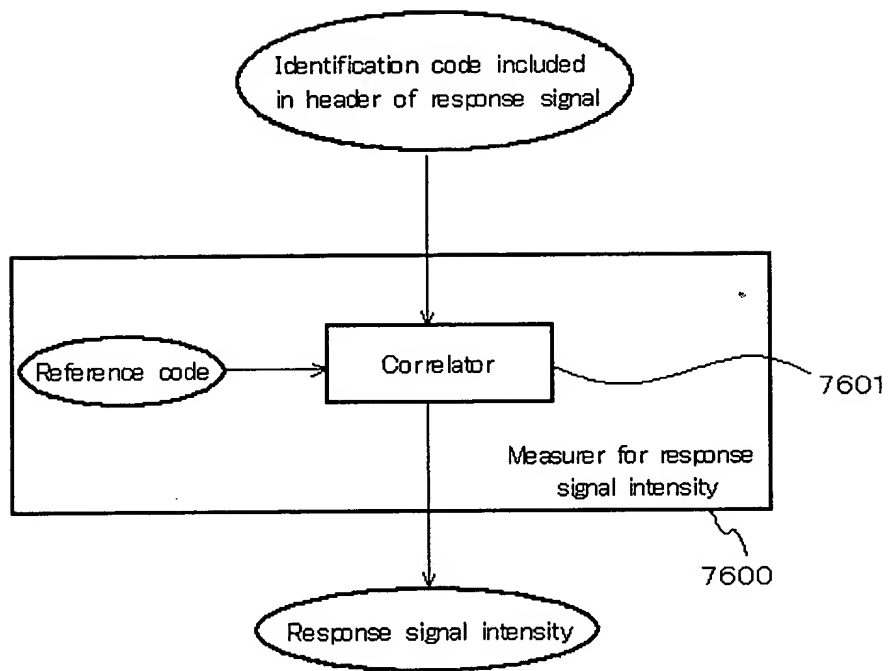 Identification code included
in header of response signal
Reference code
Correlator
7601
Measurer for response
signal intensity
7600
Response signal intensity